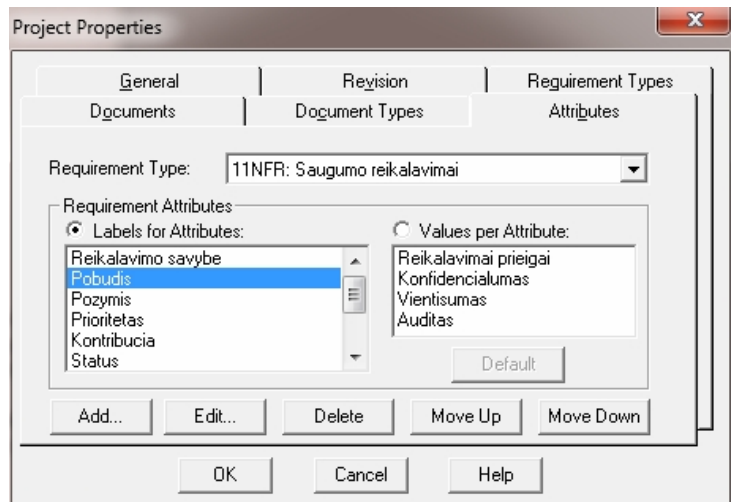 Project Properties
General Revision Requirement Types
Documents Document Types Attributes
Requirement Type: 11NFR: Saugumo reikalavimai
Requirement Attributes
Labels for Attributes: Values per Attribute:
Reikalavimo savybe Reikalavimai prieigai
Pobudis Konfidencialumas
Pozymis Vientisumas
Prioritetas Auditas
Kontribucia
Status
Default
Add... Edit... Delete Move Up Move Down
OK Cancel Help